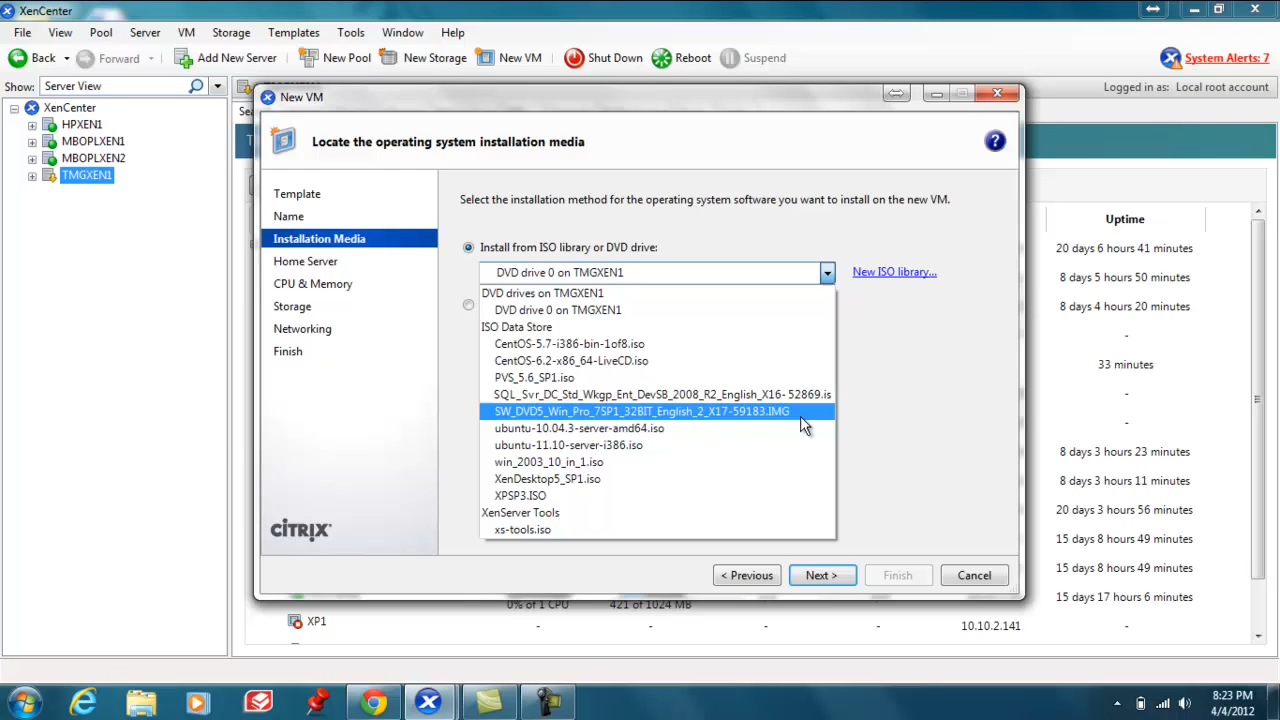 XenCenter
File View Pool Server VM Storage Templates Tools Window Help
Back Forward Add New Server New Pool New Storage New VM Shut Down Reboot Suspend System Alerts: 7
Show: Server View Logged in as: Local root account
XenCenter
HPXEN1
MBOPLXEN1
MBOPLXEN2
TMGXEN1
New VM
Locate the operating system installation media
?
Template
Name
Installation Media
Home Server
CPU & Memory
Storage
Networking
Finish
CITRIX
Select the installation method for the operating system software you want to install on the new VM.
Install from ISO library or DVD drive:
DVD drive 0 on TMGXEN1
New ISO library...
DVD drives on TMGXEN1
DVD drive 0 on TMGXEN1
ISO Data Store
CentOS-5.7-i386-bin-1of8.iso
CentOS-6.2-x86_64-LiveCD.iso
PVS_5.6_SP1.iso
SQL_Svr_DC_Std_Wkgp_Ent_DevSB_2008_R2_English_X16- 52869.is
SW_DVD5_Win_Pro_7SP1_32BIT_English_2_X17-59183.IMG
ubuntu-10.04.3-server-amd64.iso
ubuntu-11.10-server-i386.iso
win_2003_10_in_1.iso
XenDesktop5_SP1.iso
XPSP3.ISO
XenServer Tools
xs-tools.iso
< Previous Next > Finish Cancel
Uptime
20 days 6 hours 41 minutes
8 days 5 hours 50 minutes
8 days 4 hours 20 minutes
-
33 minutes
-
-
8 days 3 hours 23 minutes
8 days 3 hours 11 minutes
20 days 3 hours 56 minutes
15 days 8 hours 49 minutes
15 days 8 hours 49 minutes
15 days 17 hours 6 minutes
0% of 1 CPU 421 of 1024 MB
XP1 - - - - 10.10.2.141 -
8:23 PM
4/4/2012